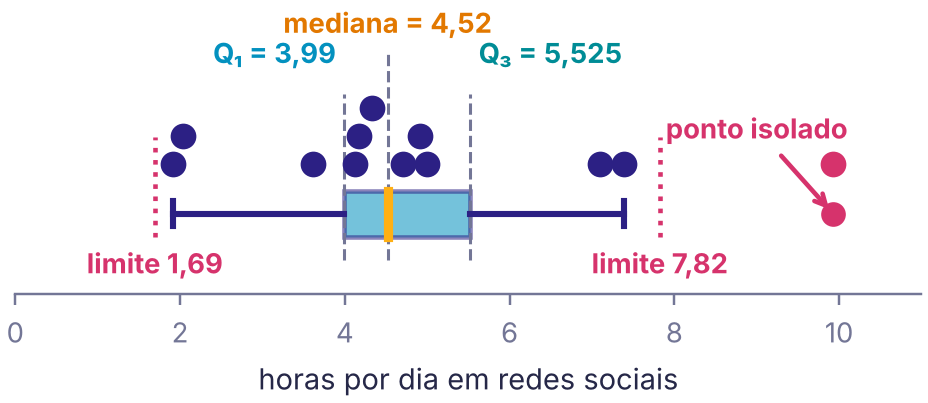 mediana = 4,52
Q₁ = 3,99
Q₃ = 5,525
ponto isolado
limite 1,69
limite 7,82
0 2 4 6 8 10
horas por dia em redes sociais